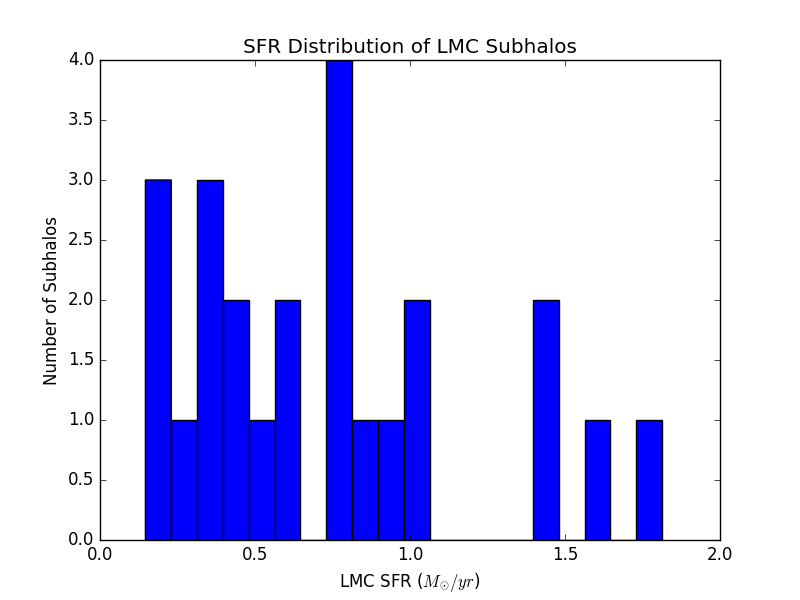 SFR Distribution of LMC Subhalos
4.0
3.5
3.0
2.5
2.0
1.5
1.0
0.5
0.0
Number of Subhalos
0.0 0.5 1.0 1.5 2.0
LMC SFR (M⊙/yr)